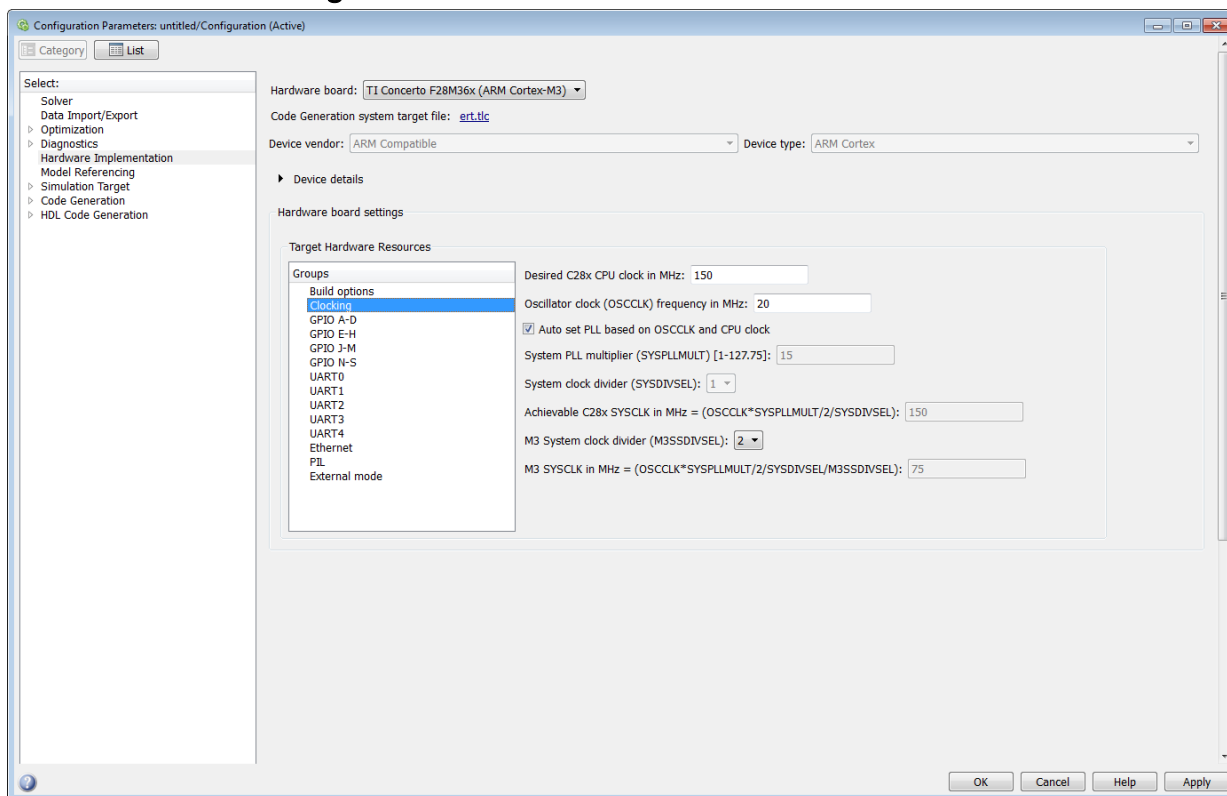 Configuration Parameters: untitled/Configuration (Active)
Category
List
Select:
Solver
Data Import/Export
Optimization
Diagnostics
Hardware Implementation
Model Referencing
Simulation Target
Code Generation
HDL Code Generation
Hardware board: TI Concerto F28M36x (ARM Cortex-M3)
Code Generation system target file: ert.tlc
Device vendor: ARM Compatible Device type: ARM Cortex
Device details
Hardware board settings
Target Hardware Resources
Groups
Build options
Clocking
GPIO A-D
GPIO E-H
GPIO J-M
GPIO N-S
UART0
UART1
UART2
UART3
UART4
Ethernet
PIL
External mode
Desired C28x CPU clock in MHz: 150
Oscillator clock (OSCCLK) frequency in MHz: 20
Auto set PLL based on OSCCLK and CPU clock
System PLL multiplier (SYSPLLMULT) [1-127.75]: 15
System clock divider (SYSDIVSEL): 1
Achievable C28x SYSCLK in MHz = (OSCCLK*SYSPLLMULT/2/SYSDIVSEL): 150
M3 System clock divider (M3SSDIVSEL): 2
M3 SYSCLK in MHz = (OSCCLK*SYSPLLMULT/2/SYSDIVSEL/M3SSDIVSEL): 75
OK Cancel Help Apply